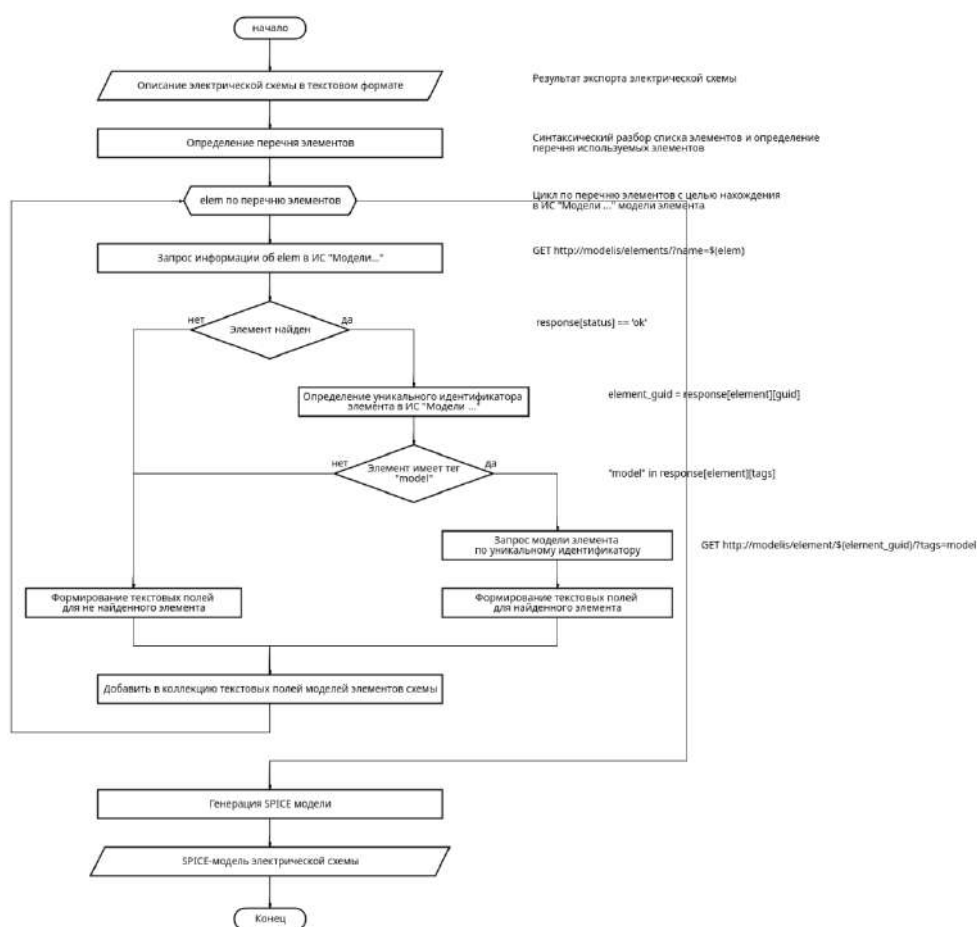 начало
Описание электрической схемы в текстовом формате
Результат экспорта электрической схемы
Определение перечня элементов
Синтаксический разбор списка элементов и определение
перечня используемых элементов
elem по перечню элементов
Цикл по перечню элементов с целью нахождения
в ИС "Модели ..." модели элемента
Запрос информации об elem в ИС "Модели..."
GET http://modelis/elements/?name=$(elem)
нет
да
Элемент найден
response[status] == 'ok'
Определение уникального идентификатора
элемента в ИС "Модели ..."
element_guid = response[element][guid]
нет
да
Элемент имеет тег
"model"
"model" in response[element][tags]
Запрос модели элемента
по уникальному идентификатору
GET http://modelis/element/$(element_guid)/?tags=model
Формирование текстовых полей
для не найденного элемента
Формирование текстовых полей
для найденного элемента
Добавить в коллекцию текстовых полей моделей элементов схемы
Генерация SPICE модели
SPICE-модель электрической схемы
Конец